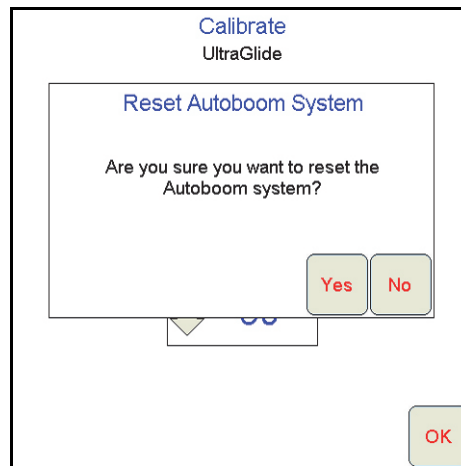 Calibrate
UltraGlide
Reset Autoboom System
Are you sure you want to reset the
Autoboom system?
Yes No
OK